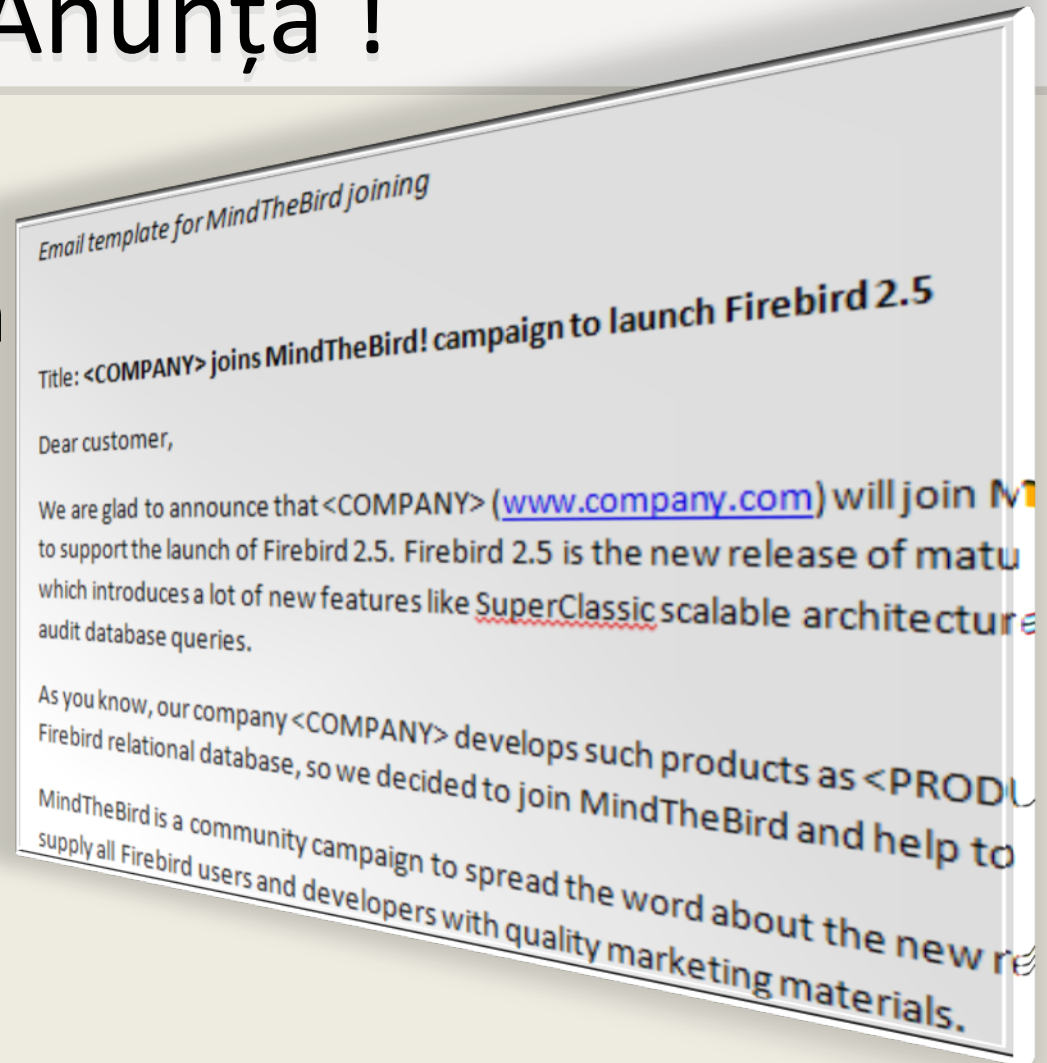 Anunța !
Email template for MindTheBird joining
Title: <COMPANY> joins MindTheBird! campaign to launch Firebird 2.5
Dear customer,
We are glad to announce that <COMPANY> (www.company.com) will join
to support the launch of Firebird 2.5. Firebird 2.5 is the new release of matu
which introduces a lot of new features like SuperClassic scalable architecture
audit database queries.
As you know, our company <COMPANY> develops such products as <PRODU
Firebird relational database, so we decided to join MindTheBird and help to
MindTheBird is a community campaign to spread the word about the new re
supply all Firebird users and developers with quality marketing materials.